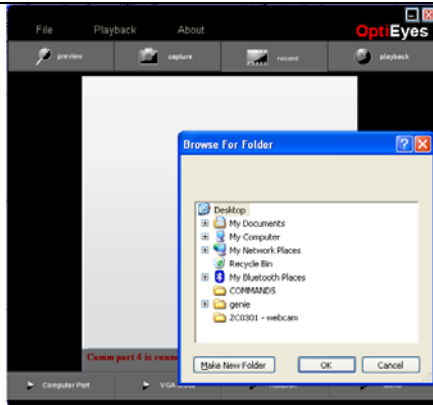 File Playback About
OptiEyes
preview capture record playback
Browse For Folder
Desktop
My Documents
My Computer
My Network Places
Recycle Bin
My Bluetooth Places
COMMANDS
genie
ZC0301 - webcam
Comm port 4 is
Make New Folder OK Cancel
Computer Port VGA